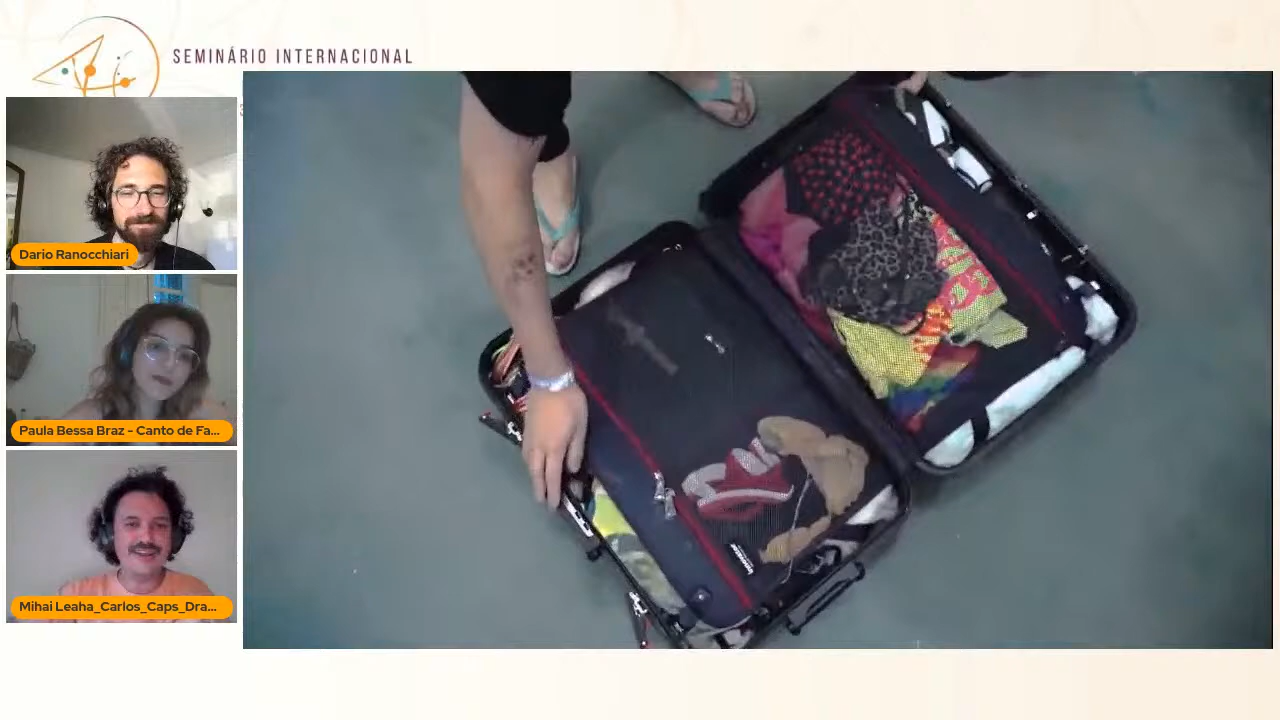 SEMINÁRIO INTERNACIONAL
Dario Ranocchiari
Paula Bessa Braz - Canto de Fa...
Mihai Leaha_Carlos_Caps_Dra...